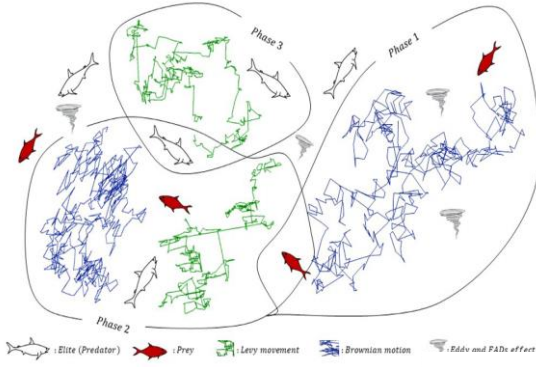 Phase 3
Phase 1
Phase 2
: Elite (Predator)
: Prey
: Levy movement
: Brownian motion
: Eddy and FADs effect